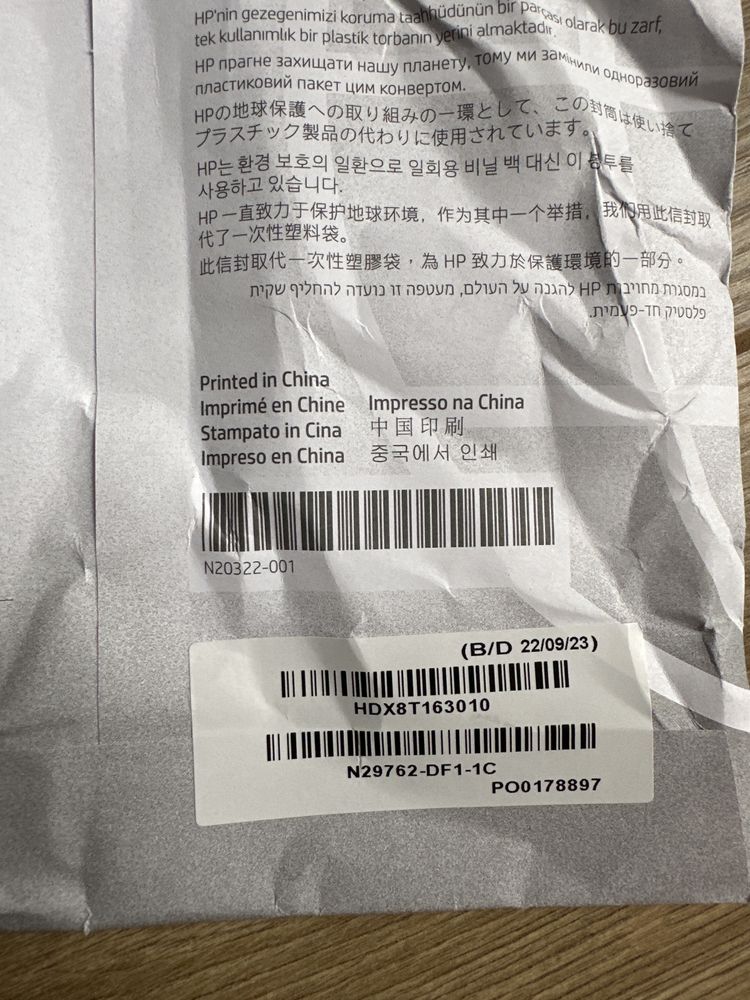 HP'nin gezegenimizi koruma taahhüdünün bir parçası olarak bu zarf,
tek kullanımlık bir plastik torbanın yerini almaktadır.
HP прагне захищати нашу планету, тому ми замінили одноразовий
пластиковий пакет цим конвертом.
HPの地球保護への取り組みの一環として、この封筒は使い捨て
プラスチック製品の代わりに使用されています。
HP는 환경 보호의 일환으로 일회용 비닐 백 대신 이 봉투를
사용하고 있습니다.
HP 一直致力于保护地球环境，作为其中一个举措，我们用此信封取
代了一次性塑料袋。
此信封取代一次性塑膠袋，為 HP 致力於保護環境的一部分。
במסגרת מחויבות HP להגנה על העולם, מעטפה זו נועדה להחליף שקית
פלסטיק חד-פעמית.
Printed in China
Imprimé en Chine Impresso na China
Stampato in Cina 中国印刷
Impreso en China 중국에서 인쇄
N20322-001
(B/D 22/09/23)
HDX8T163010
N29762-DF1-1C
PO0178897